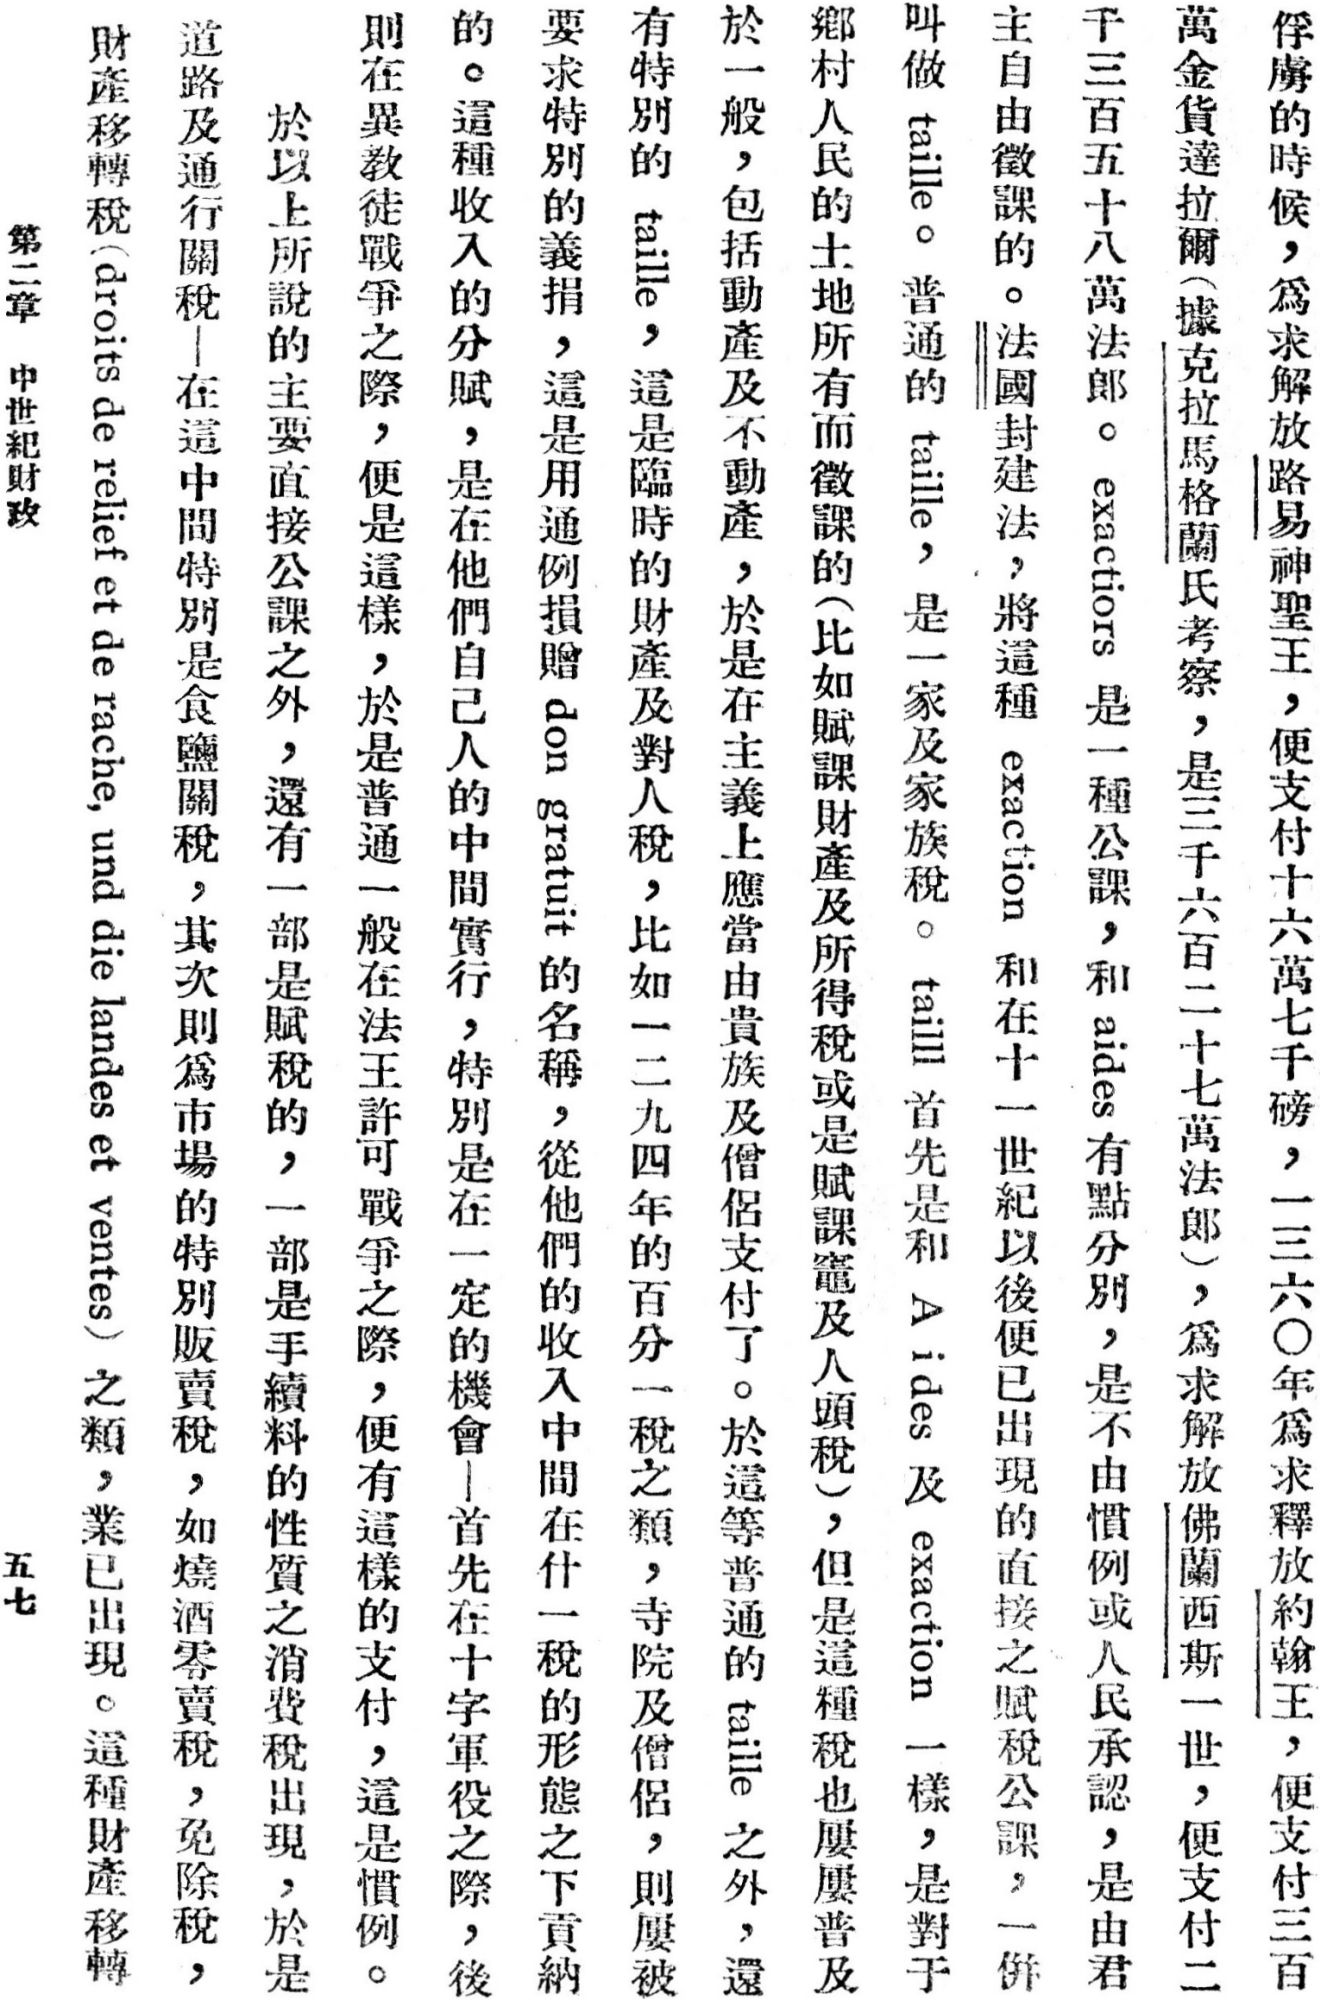 俘虜的時候，爲求解放路易神聖王，便支付十六萬七千磅，一三六〇年爲求釋放約翰王，便支付三百
萬金貨達拉爾（據克拉馬格蘭氏考察，是三千六百二十七萬法郎），爲求解放佛蘭西斯一世，便支付二
千三百五十八萬法郎。exactiors 是一種公課，和 aides 有點分別，是不由慣例或人民承認，是由君
主自由徵課的。法國封建法，將這種 exaction 和在十一世紀以後便已出現的直接之賦稅公課，一倂
叫做 taille。普通的 taille，是一家及家族稅。taill 首先是和 Aides 及 exaction 一樣，是對于
鄉村人民的土地所有而徵課的（比如賦課財產及所得稅或是賦課竈及人頭稅），但是這種稅也屢屢普及
於一般，包括動產及不動產，於是在主義上應當由貴族及僧侶支付了。於這等普通的 taille 之外，還
有特別的 taille，這是臨時的財產及對人稅，比如一二九四年的百分一稅之類，寺院及僧侶，則屢被
要求特別的義捐，這是用通例損贈 don gratuit 的名稱，從他們的收入中間在什一稅的形態之下貢納
的。這種收入的分賦，是在他們自己人的中間實行，特別是在一定的機會—首先在十字軍役之際，後
則在異教徒戰爭之際，便是這樣，於是普通一般在法王許可戰爭之際，便有這樣的支付，這是慣例。
於以上所說的主要直接公課之外，還有一部是賦稅的，一部是手續料的性質之消費稅出現，於是
道路及通行關稅—在這中間特別是食鹽關稅，其次則爲市場的特別販賣稅，如燒酒零賣稅，免除稅，
財產移轉稅（droits de relief et de rache, und die landes et ventes）之類，業已出現。這種財產移轉
第二章 中世紀財政
五七